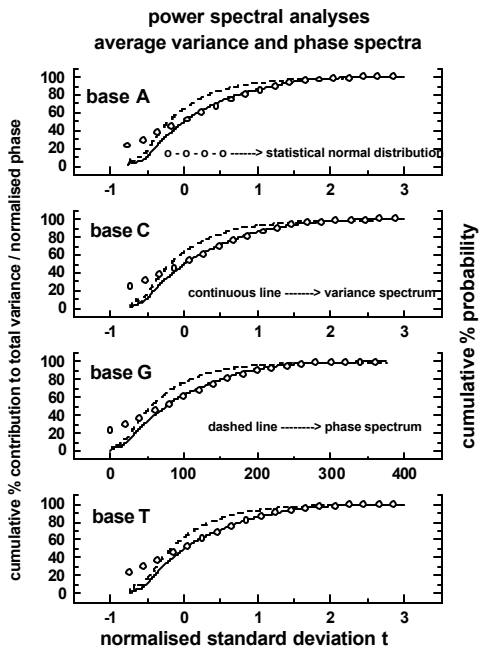 power spectral analyses
average variance and phase spectra
cumulative % contribution to total variance / normalised phase
cumulative % probability
base A
100
80
60
40
20
0
o - o - o - o ------> statistical normal distribution
-1 0 1 2 3
base C
100
80
60
40
20
0
continuous line -------> variance spectrum
-1 0 1 2 3
base G
100
80
60
40
20
0
dashed line --------> phase spectrum
0 100 200 300 400
base T
100
80
60
40
20
0
-1 0 1 2 3
normalised standard deviation t